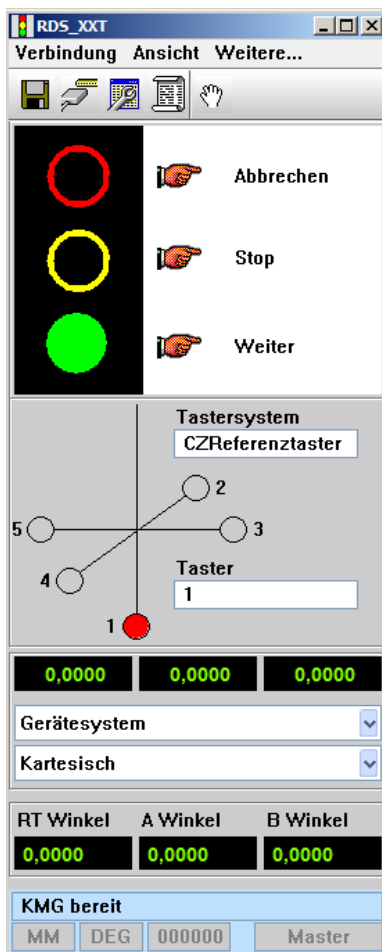 RDS_XXT
Verbindung Ansicht Weitere...
Abbrechen
Stop
Weiter
Tastersystem
CZReferenztaster
2
5
3
4
Taster
1
1
0,0000 0,0000 0,0000
Gerätesystem
Kartesisch
RT Winkel A Winkel B Winkel
0,0000 0,0000 0,0000
KMG bereit
MM DEG 000000 Master